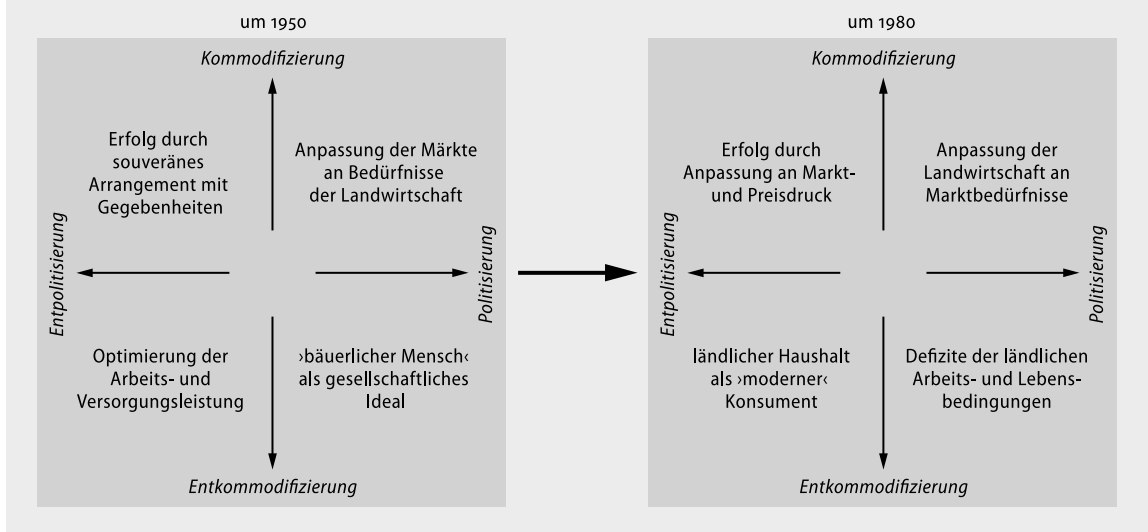 um 1950
Kommodifizierung
Erfolg durch
souveränes
Arrangement mit
Gegebenheiten
Anpassung der Märkte
an Bedürfnisse
der Landwirtschaft
Entpolitisierung
Politisierung
Optimierung der
Arbeits- und
Versorgungsleistung
›bäuerlicher Mensch‹
als gesellschaftliches
Ideal
Entkommodifizierung
um 1980
Kommodifizierung
Erfolg durch
Anpassung an Markt-
und Preisdruck
Anpassung der
Landwirtschaft an
Marktbedürfnisse
Entpolitisierung
Politisierung
ländlicher Haushalt
als ›moderner‹
Konsument
Defizite der ländlichen
Arbeits- und Lebens-
bedingungen
Entkommodifizierung